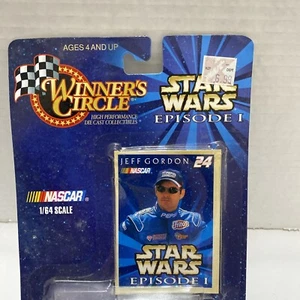 AGES 4 AND UP
WINNER'S
CIRCLE
HIGH PERFORMANCE
DIE CAST COLLECTIBLES
STAR
WARS
EPISODE I
NASCAR
1/64 SCALE
JEFF GORDON 24
NASCAR
PEPSI
STAR
WARS
EPISODE I